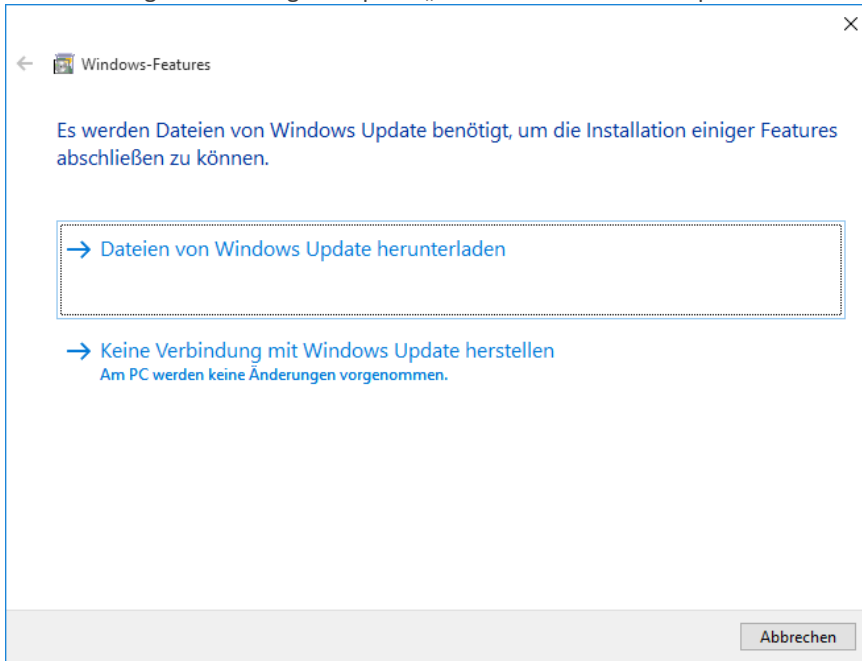 Windows-Features
Es werden Dateien von Windows Update benötigt, um die Installation einiger Features
abschließen zu können.
Dateien von Windows Update herunterladen
Keine Verbindung mit Windows Update herstellen
Am PC werden keine Änderungen vorgenommen.
Abbrechen